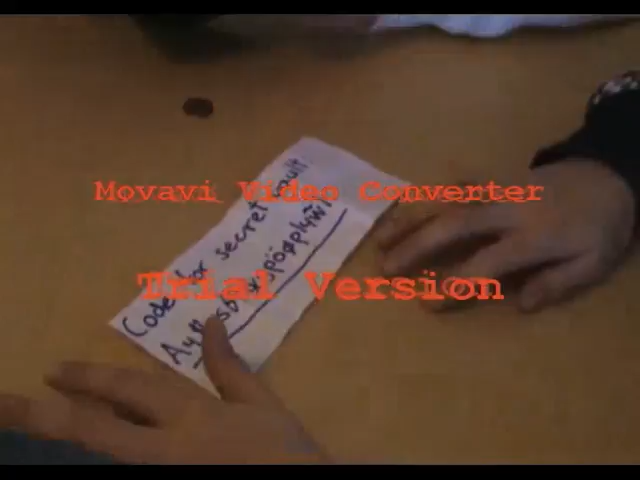 Movavi Video Converter
Trial Version
Code for secret vault